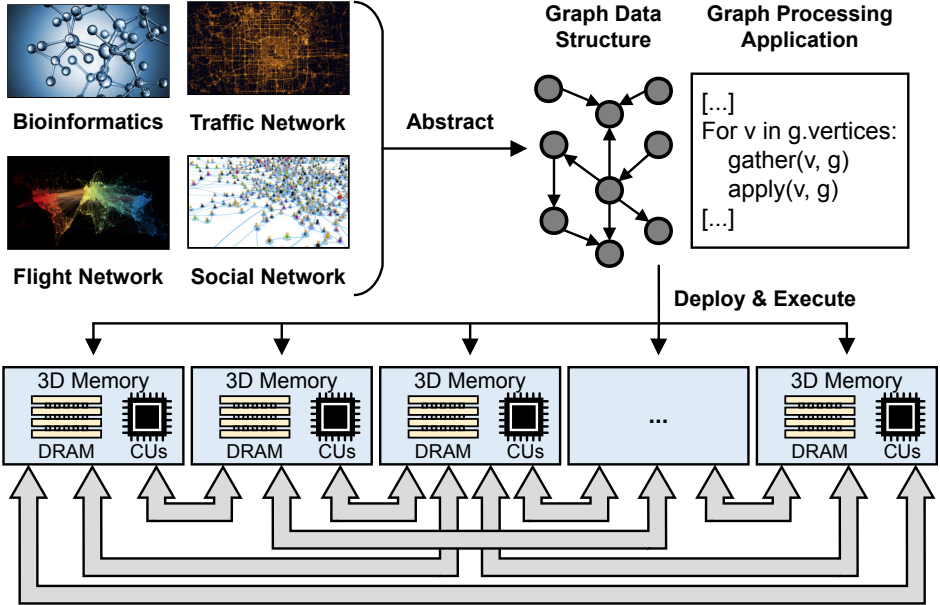 Bioinformatics
Traffic Network
Flight Network
Social Network
Abstract
Graph Data
Structure
Graph Processing
Application
[...]
For v in g.vertices:
gather(v, g)
apply(v, g)
[...]
Deploy & Execute
3D Memory
DRAM
CUs
3D Memory
DRAM
CUs
3D Memory
DRAM
CUs
...
3D Memory
DRAM
CUs